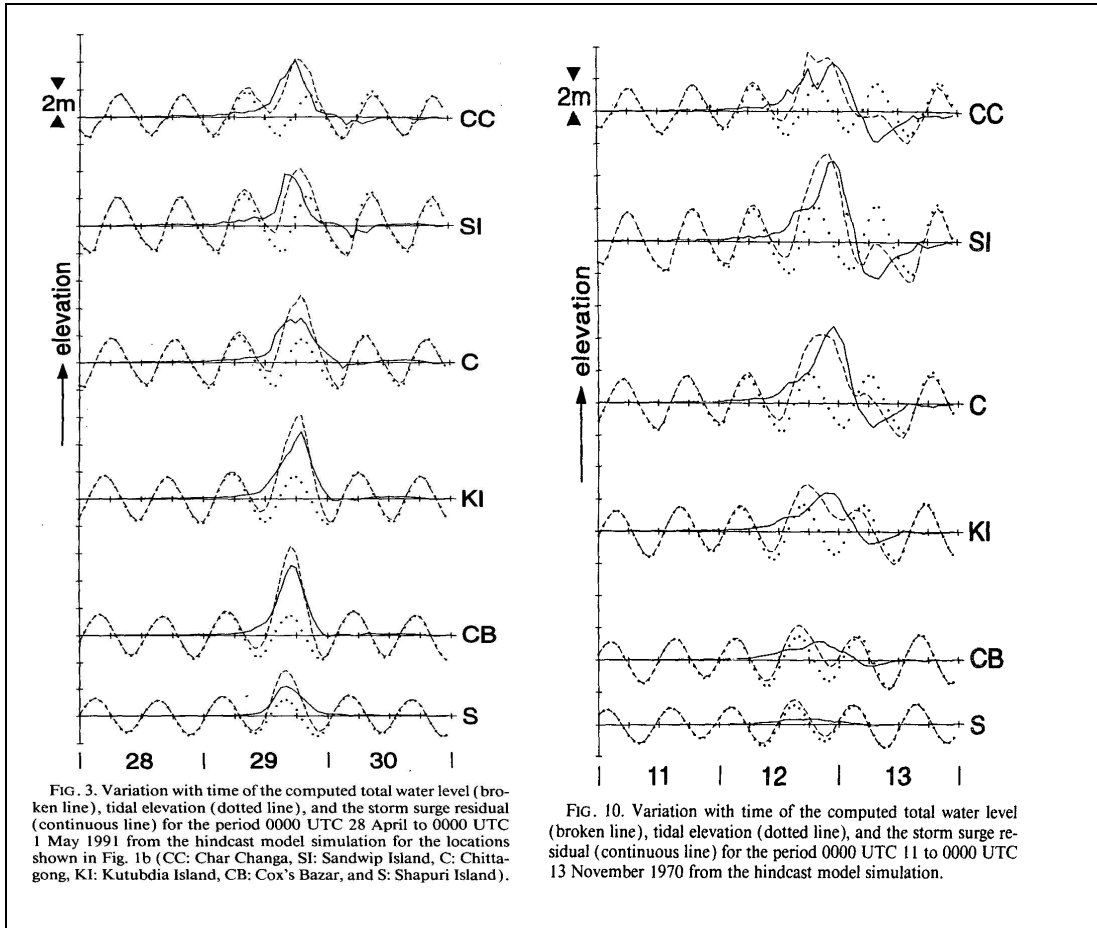 2m
elevation
CC
SI
C
KI
CB
S
28
29
30
FIG. 3. Variation with time of the computed total water level (bro-
ken line), tidal elevation (dotted line), and the storm surge residual
(continuous line) for the period 0000 UTC 28 April to 0000 UTC
1 May 1991 from the hindcast model simulation for the locations
shown in Fig. 1b (CC: Char Changa, SI: Sandwip Island, C: Chitta-
gong, KI: Kutubdia Island, CB: Cox's Bazar, and S: Shapuri Island).
2m
elevation
CC
SI
C
KI
CB
S
11
12
13
FIG. 10. Variation with time of the computed total water level
(broken line), tidal elevation (dotted line), and the storm surge re-
sidual (continuous line) for the period 0000 UTC 11 to 0000 UTC
13 November 1970 from the hindcast model simulation.